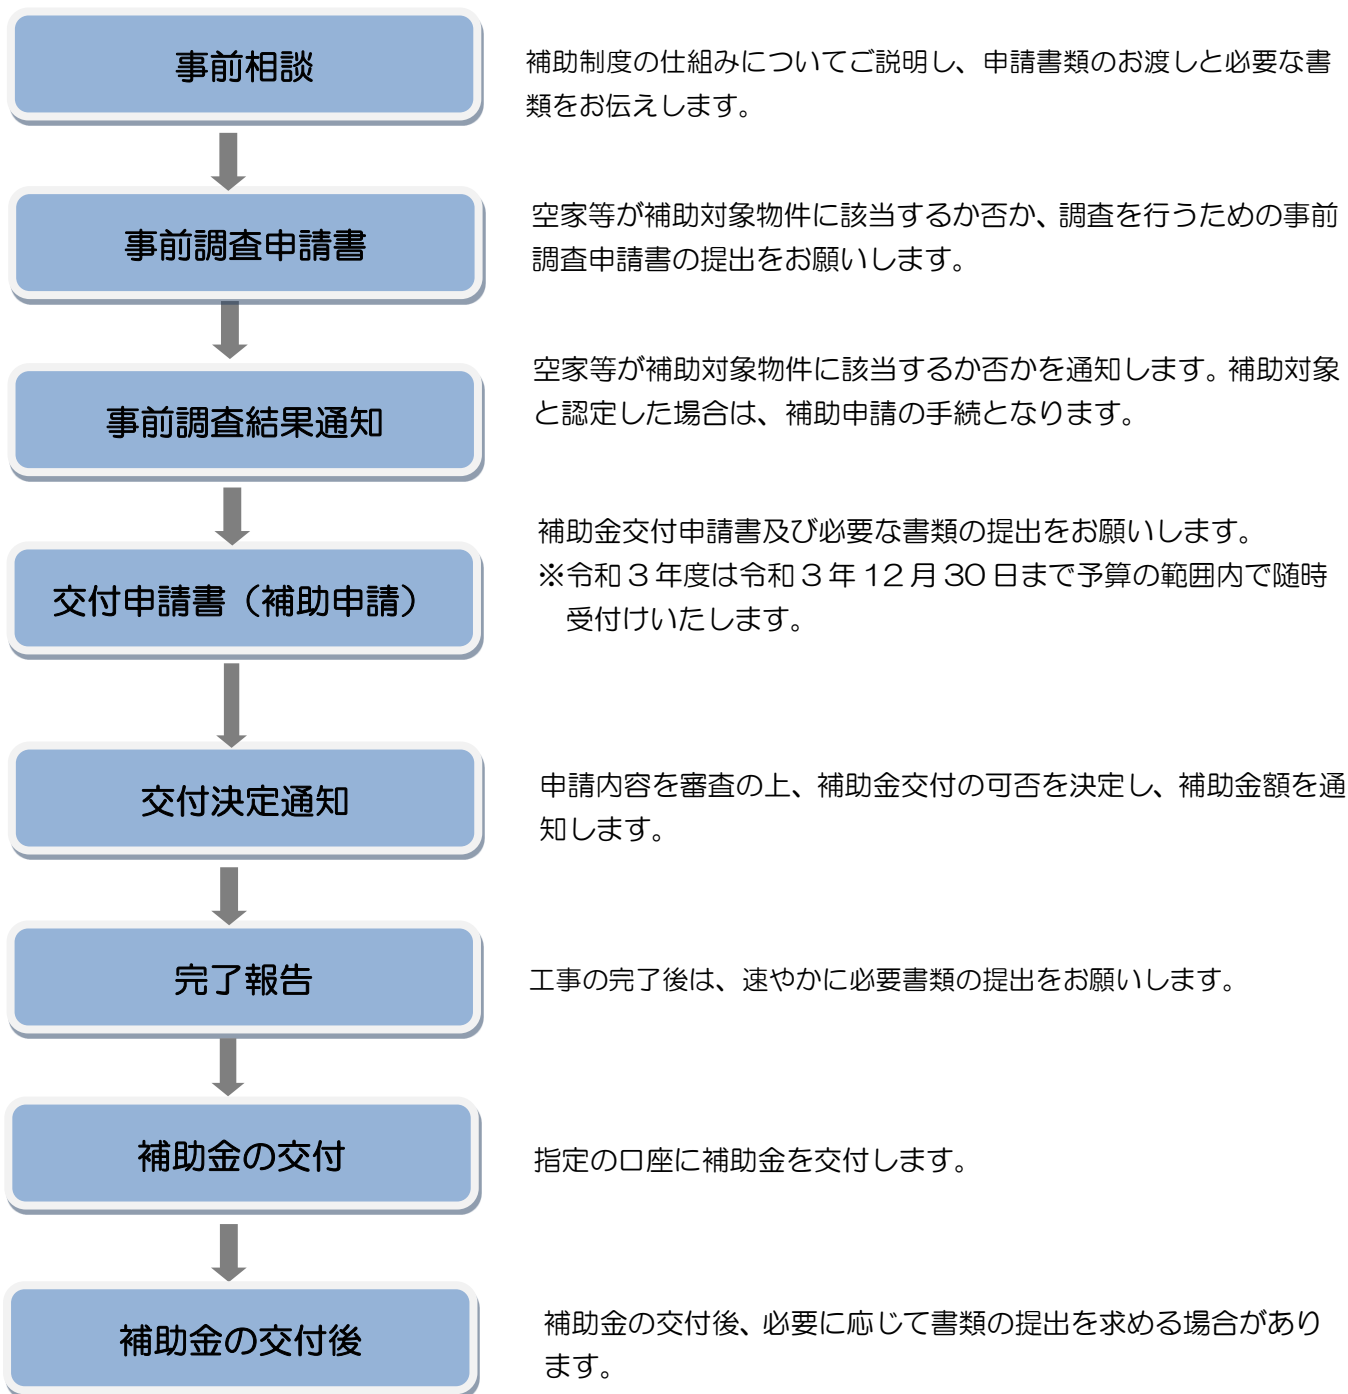 事前相談
補助制度の仕組みについてご説明し、申請書類のお渡しと必要な書
類をお伝えします。
事前調査申請書
空家等が補助対象物件に該当するか否か、調査を行うための事前
調査申請書の提出をお願いします。
事前調査結果通知
空家等が補助対象物件に該当するか否かを通知します。補助対象
と認定した場合は、補助申請の手続となります。
交付申請書（補助申請）
補助金交付申請書及び必要な書類の提出をお願いします。
※令和３年度は令和３年12月30日まで予算の範囲内で随時
受付けいたします。
交付決定通知
申請内容を審査の上、補助金交付の可否を決定し、補助金額を通
知します。
完了報告
工事の完了後は、速やかに必要書類の提出をお願いします。
補助金の交付
指定の口座に補助金を交付します。
補助金の交付後
補助金の交付後、必要に応じて書類の提出を求める場合があり
ます。